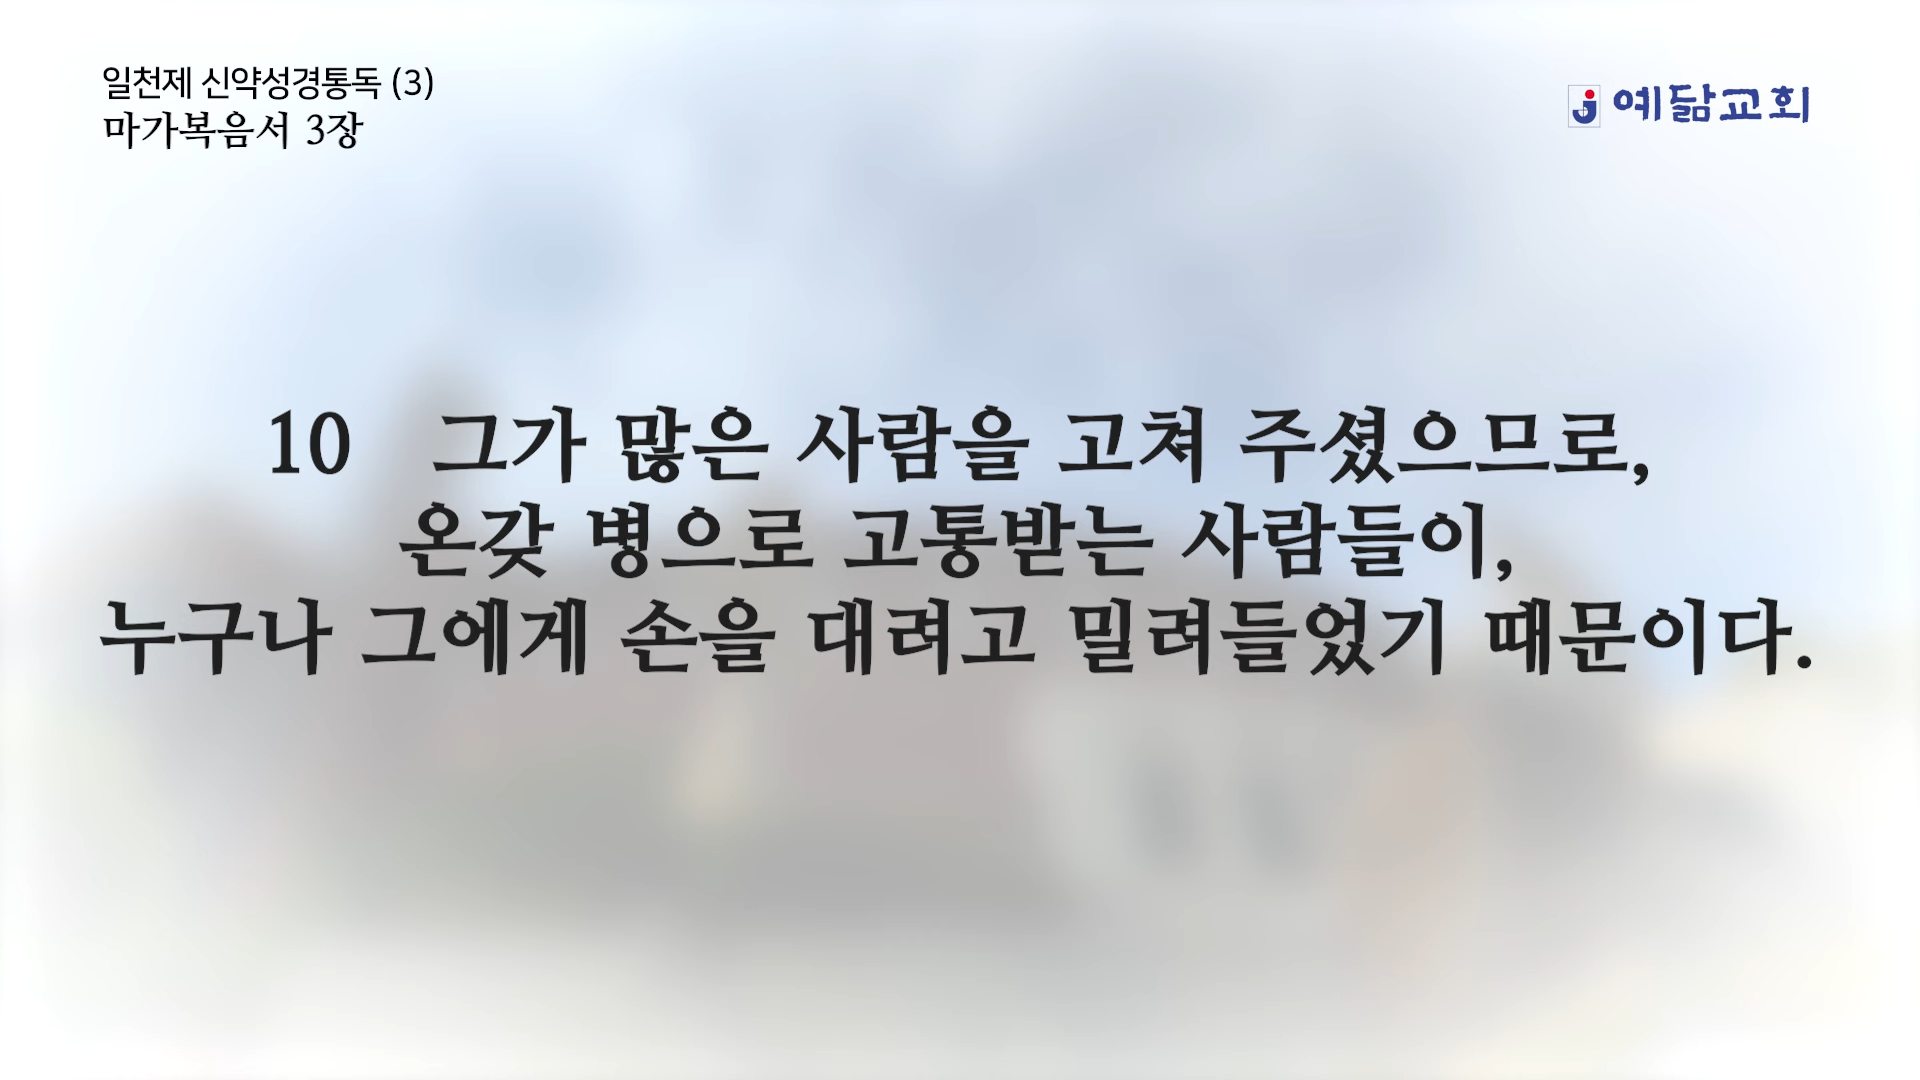 일천제 신약성경통독 (3)
마가복음서 3장
예닮교회
10 그가 많은 사람을 고쳐 주셨으므로,
온갖 병으로 고통받는 사람들이,
누구나 그에게 손을 대려고 밀려들었기 때문이다.